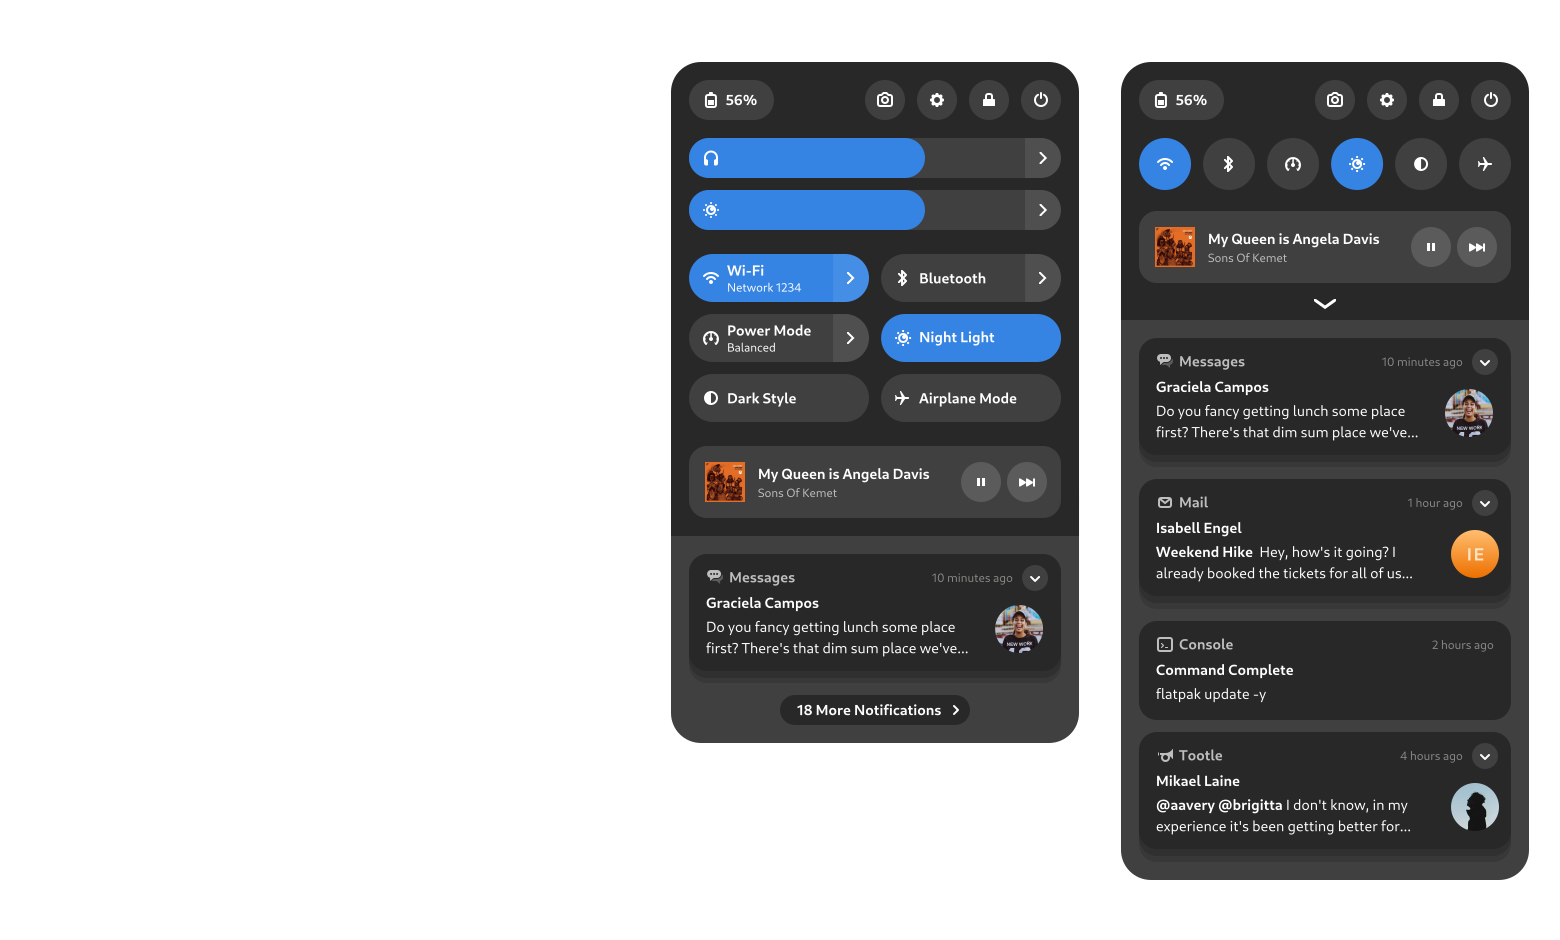 56%
Wi-Fi
Network 1234
Bluetooth
Power Mode
Balanced
Night Light
Dark Style
Airplane Mode
My Queen is Angela Davis
Sons Of Kemet
Messages
10 minutes ago
Graciela Campos
Do you fancy getting lunch some place
first? There's that dim sum place we've...
NEW WORK
18 More Notifications
56%
My Queen is Angela Davis
Sons Of Kemet
Messages
10 minutes ago
Graciela Campos
Do you fancy getting lunch some place
first? There's that dim sum place we've...
NEW WORK
Mail
1 hour ago
Isabell Engel
Weekend Hike Hey, how's it going? I
already booked the tickets for all of us...
IE
Console
2 hours ago
Command Complete
flatpak update -y
Tootle
4 hours ago
Mikael Laine
@aavery @brigitta I don't know, in my
experience it's been getting better for...